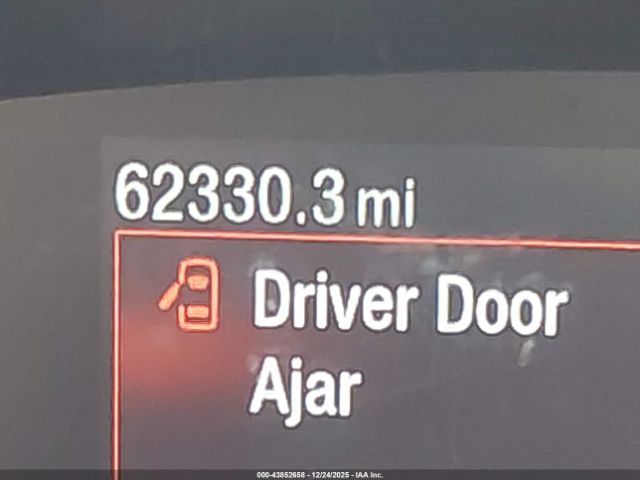 62330.3 mi
Driver Door
Ajar
000-43852658 - 12/24/2025 - IAA Inc.